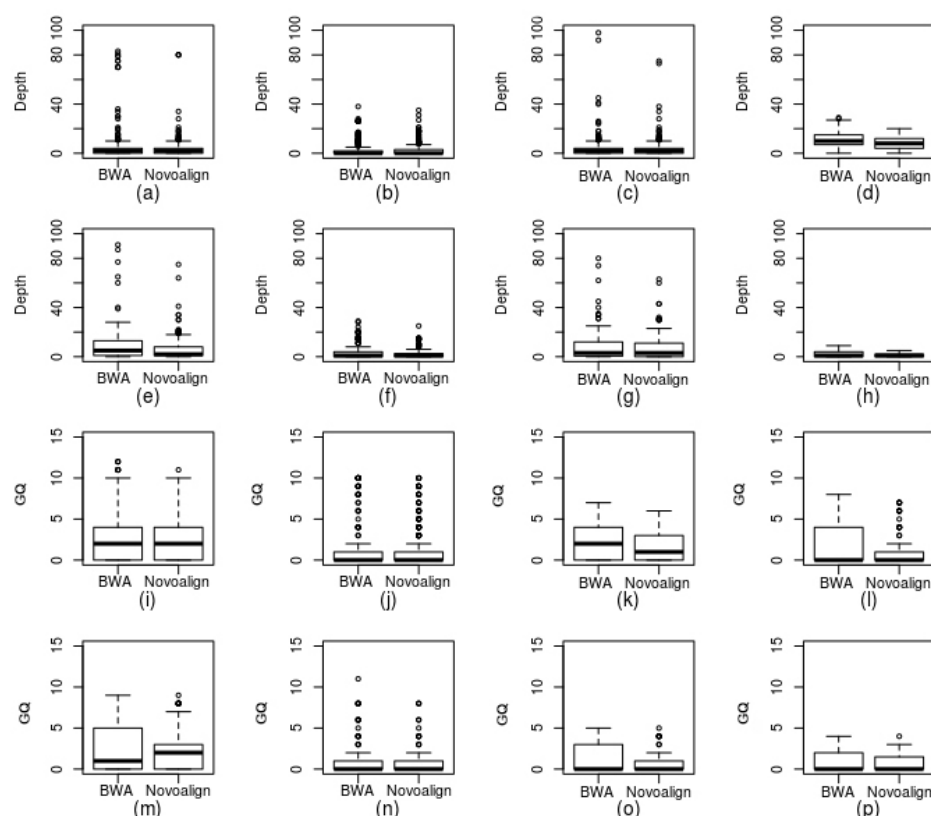 Depth 0 40 80 100 BWA Novoalign (a)
Depth 0 40 80 100 BWA Novoalign (b)
Depth 0 40 80 100 BWA Novoalign (c)
Depth 0 40 80 100 BWA Novoalign (d)
Depth 0 40 80 100 BWA Novoalign (e)
Depth 0 40 80 100 BWA Novoalign (f)
Depth 0 40 80 100 BWA Novoalign (g)
Depth 0 40 80 100 BWA Novoalign (h)
GQ 0 5 10 15 BWA Novoalign (i)
GQ 0 5 10 15 BWA Novoalign (j)
GQ 0 5 10 15 BWA Novoalign (k)
GQ 0 5 10 15 BWA Novoalign (l)
GQ 0 5 10 15 BWA Novoalign (m)
GQ 0 5 10 15 BWA Novoalign (n)
GQ 0 5 10 15 BWA Novoalign (o)
GQ 0 5 10 15 BWA Novoalign (p)